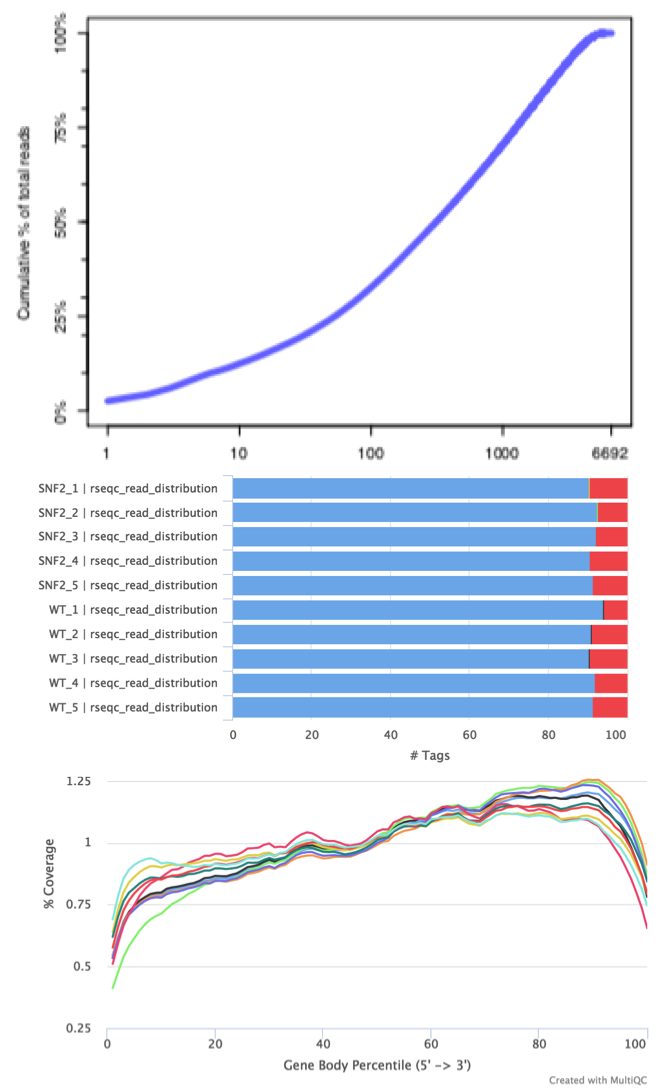 100%
75%
50%
25%
0%
Cumulative % of total reads
1 10 100 1000 6692
SNF2_1 | rseqc_read_distribution
SNF2_2 | rseqc_read_distribution
SNF2_3 | rseqc_read_distribution
SNF2_4 | rseqc_read_distribution
SNF2_5 | rseqc_read_distribution
WT_1 | rseqc_read_distribution
WT_2 | rseqc_read_distribution
WT_3 | rseqc_read_distribution
WT_4 | rseqc_read_distribution
WT_5 | rseqc_read_distribution
0 20 40 60 80 100
# Tags
1.25
1
0.75
0.5
0.25
% Coverage
0 20 40 60 80 100
Gene Body Percentile (5' -> 3')
Created with MultiQC